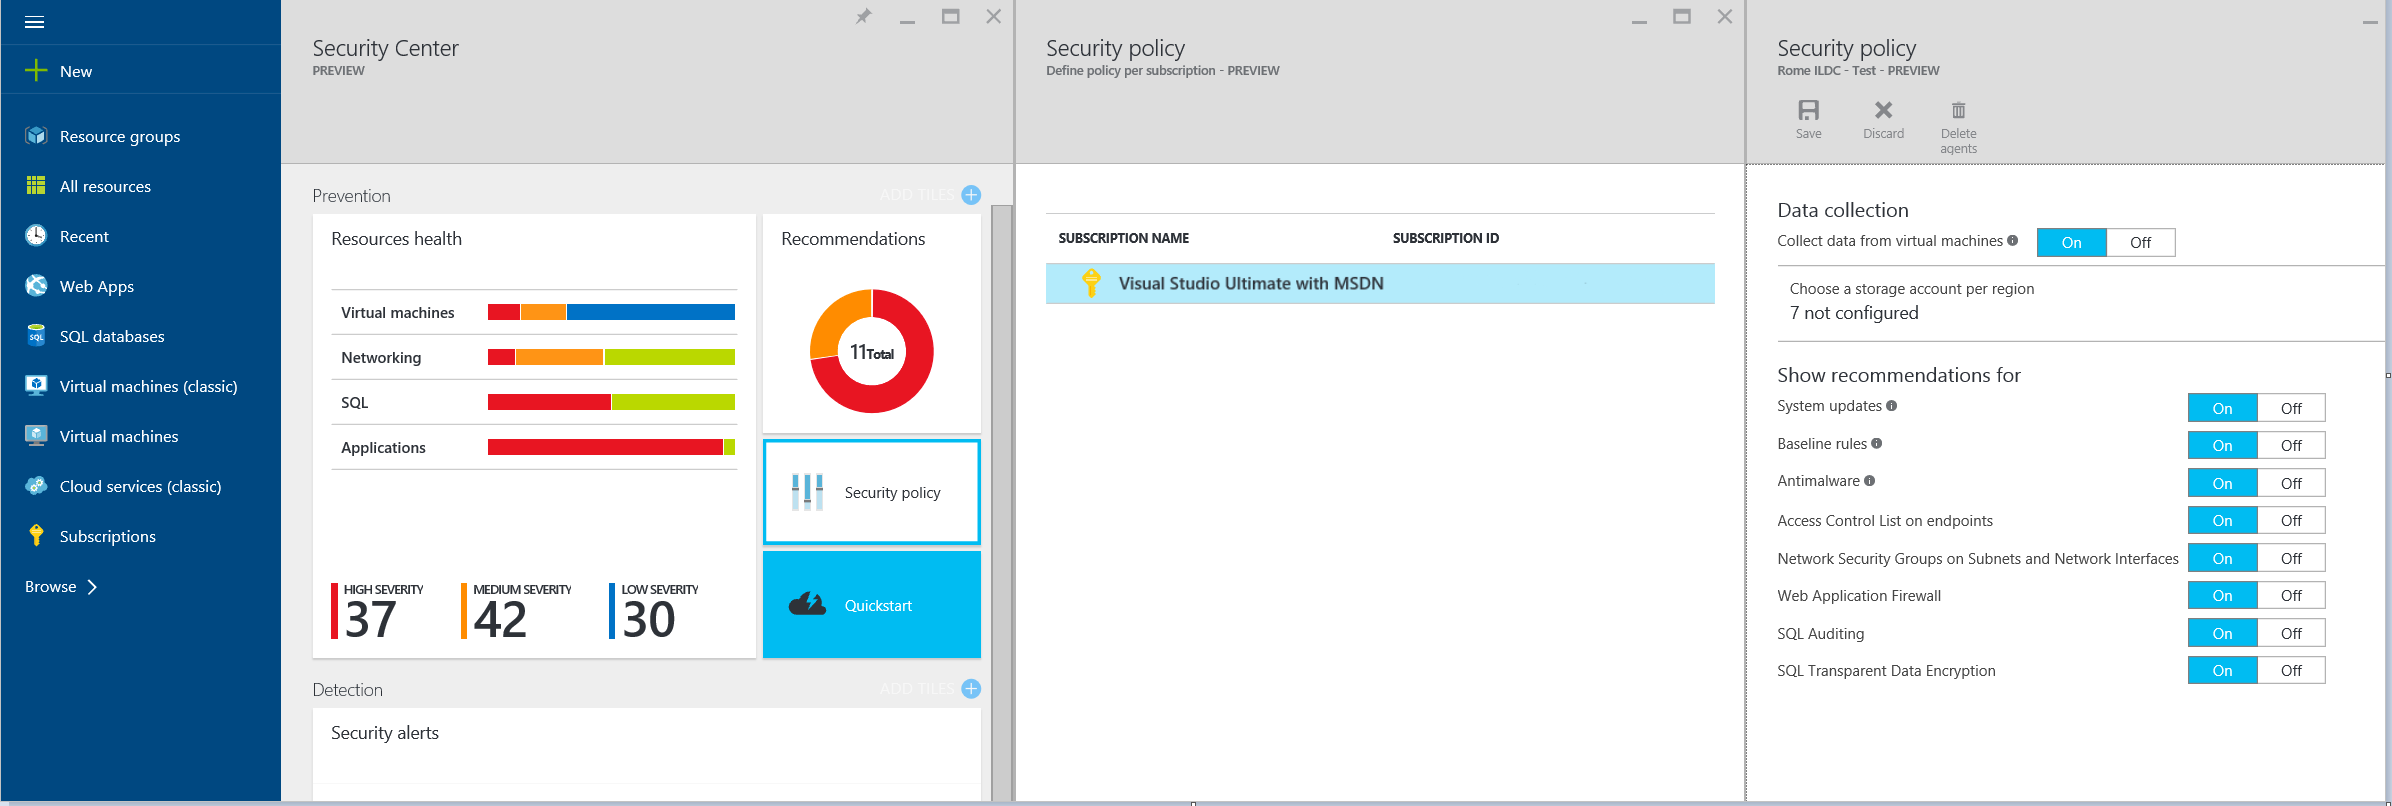 New
Resource groups
All resources
Recent
Web Apps
SQL databases
SQL
Virtual machines (classic)
Virtual machines
Cloud services (classic)
Subscriptions
Browse
Security Center
PREVIEW
Prevention
ADD TILES
Resources health
Virtual machines
Networking
SQL
Applications
HIGH SEVERITY
37
MEDIUM SEVERITY
42
LOW SEVERITY
30
Recommendations
11 Total
Security policy
Quickstart
Detection
ADD TILES
Security alerts
Security policy
Define policy per subscription - PREVIEW
SUBSCRIPTION NAME SUBSCRIPTION ID
Visual Studio Ultimate with MSDN
Security policy
Rome ILDC - Test - PREVIEW
Save
Discard
Delete
agents
Data collection
Collect data from virtual machines On Off
Choose a storage account per region
7 not configured
Show recommendations for
System updates On Off
Baseline rules On Off
Antimalware On Off
Access Control List on endpoints On Off
Network Security Groups on Subnets and Network Interfaces On Off
Web Application Firewall On Off
SQL Auditing On Off
SQL Transparent Data Encryption On Off